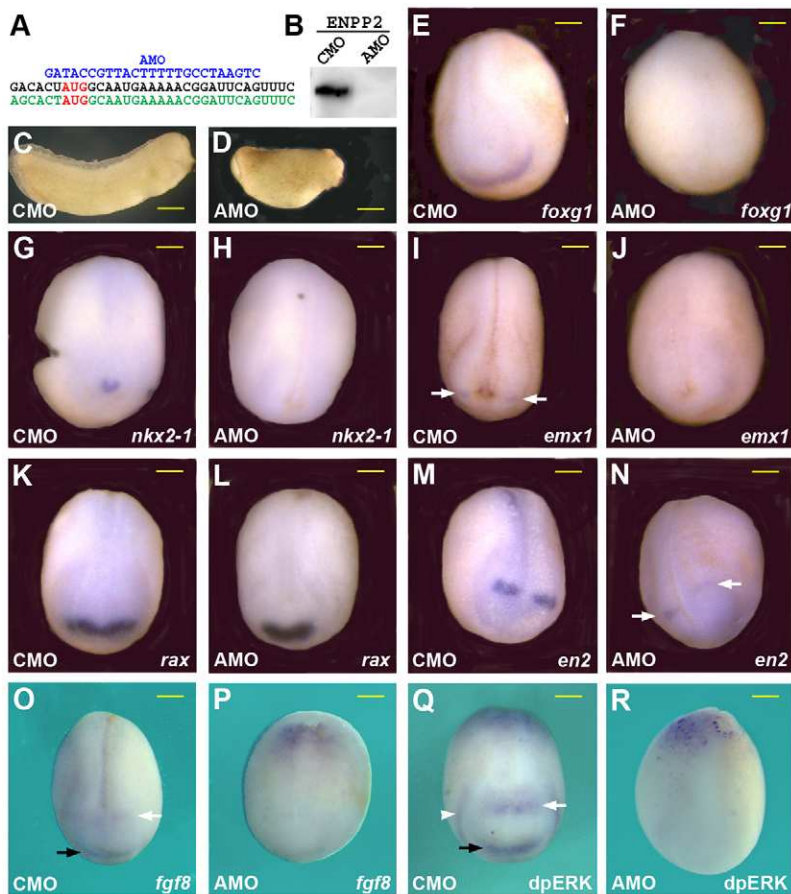 A
AMO
GATACCGTTACTTTTTGCCTAAGTC
GACACUAUGGCAAUGAAAAACGGAUUCAGUUUC
AGCACTAUGGCAAUGAAAAACGGAUUCAGUUUC
B
ENPP2
CMO AMO
C
CMO
D
AMO
E
CMO foxg1
F
AMO foxg1
G
CMO nkx2-1
H
AMO nkx2-1
I
CMO emx1
J
AMO emx1
K
CMO rax
L
AMO rax
M
CMO en2
N
AMO en2
O
CMO fgf8
P
AMO fgf8
Q
CMO dpERK
R
AMO dpERK